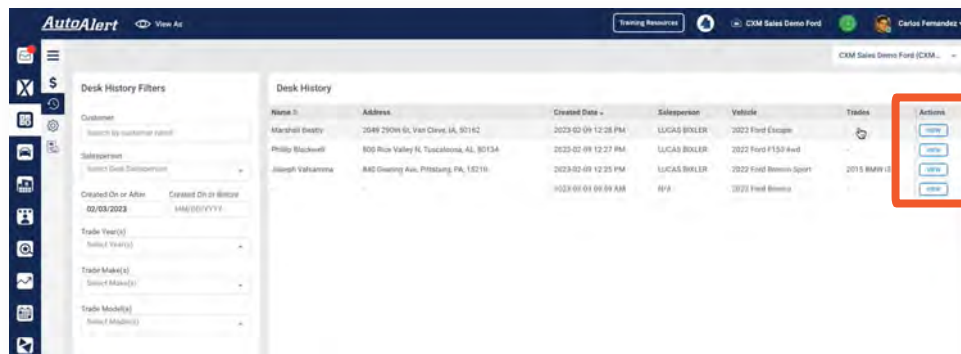 AutoAlert View As Training Resources CXM Sales Demo Ford Carlos Fernandez
CXM Sales Demo Ford (CXM...
Desk History Filters
Customer
Search by customer name
Salesperson
Select Desk Salesperson
Created On or After Created On or Before
02/03/2023 MM/DD/YYYY
Trade Year(s)
Select Year(s)
Trade Make(s)
Select Make(s)
Trade Model(s)
Select Model(s)
Desk History
Name Address Created Date Salesperson Vehicle Trades Actions
Marshall Beatty 2049 290th St, Van Cleve, IA, 50162 2023-02-09 12:28 PM LUCAS BIXLER 2022 Ford Escape VIEW
Phillip Blackwell 800 Rice Valley N, Tuscaloosa, AL, 80134 2023-02-09 12:27 PM LUCAS BIXLER 2022 Ford F150 4wd - VIEW
Joseph Valsamma 840 Deering Ave, Pittsburg, PA, 15216 2023-02-09 12:25 PM LUCAS BIXLER 2022 Ford Bronco Sport 2015 BMW i3 VIEW
- - 09:09 AM N/A 2022 Ford Bronco - VIEW